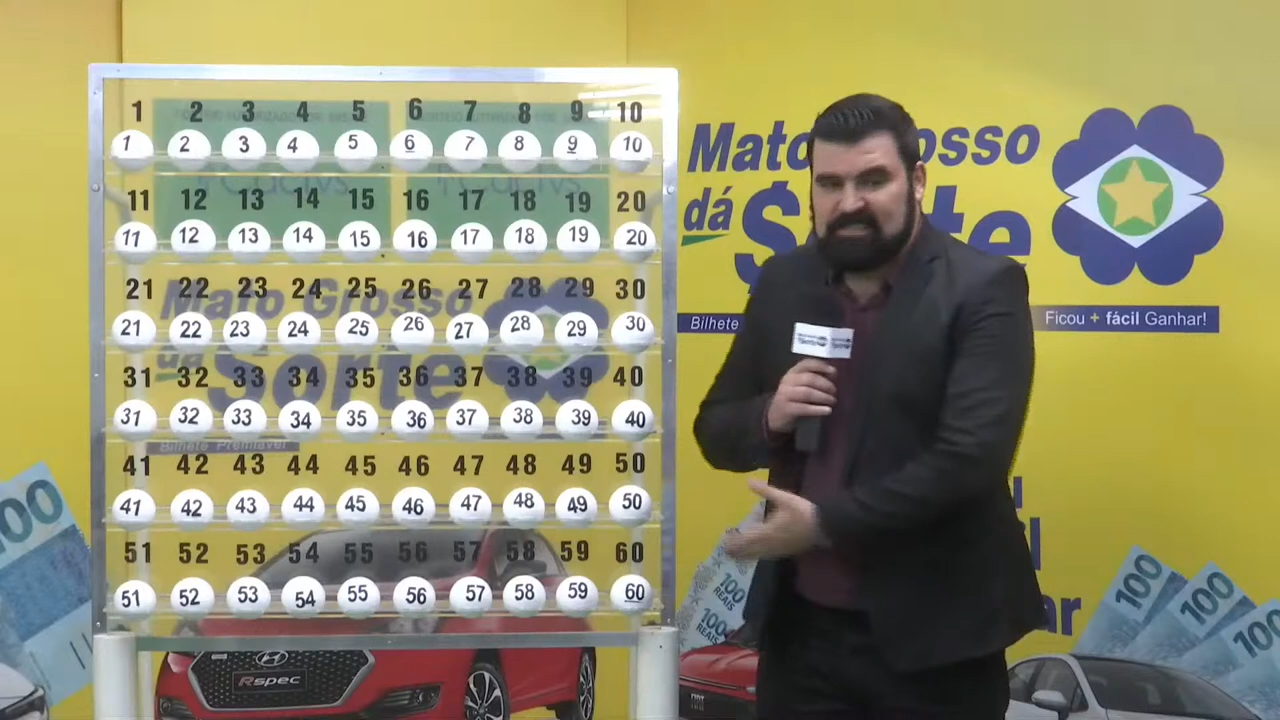 1 2 3 4 5 6 7 8 9 10
1 2 3 4 5 6 7 8 9 10
11 12 13 14 15 16 17 18 19 20
11 12 13 14 15 16 17 18 19 20
21 22 23 24 25 26 27 28 29 30
21 22 23 24 25 26 27 28 29 30
31 32 33 34 35 36 37 38 39 40
31 32 33 34 35 36 37 38 39 40
41 42 43 44 45 46 47 48 49 50
41 42 43 44 45 46 47 48 49 50
51 52 53 54 55 56 57 58 59 60
51 52 53 54 55 56 57 58 59 60
Mato Grosso
dá
Sorte
Bilhete Premiável
Rspec
Mato Grosso
dá $orte
Bilhete
Ficou + fácil Ganhar!
100
100
REAIS
100
REAIS
100
100
100
FIAT